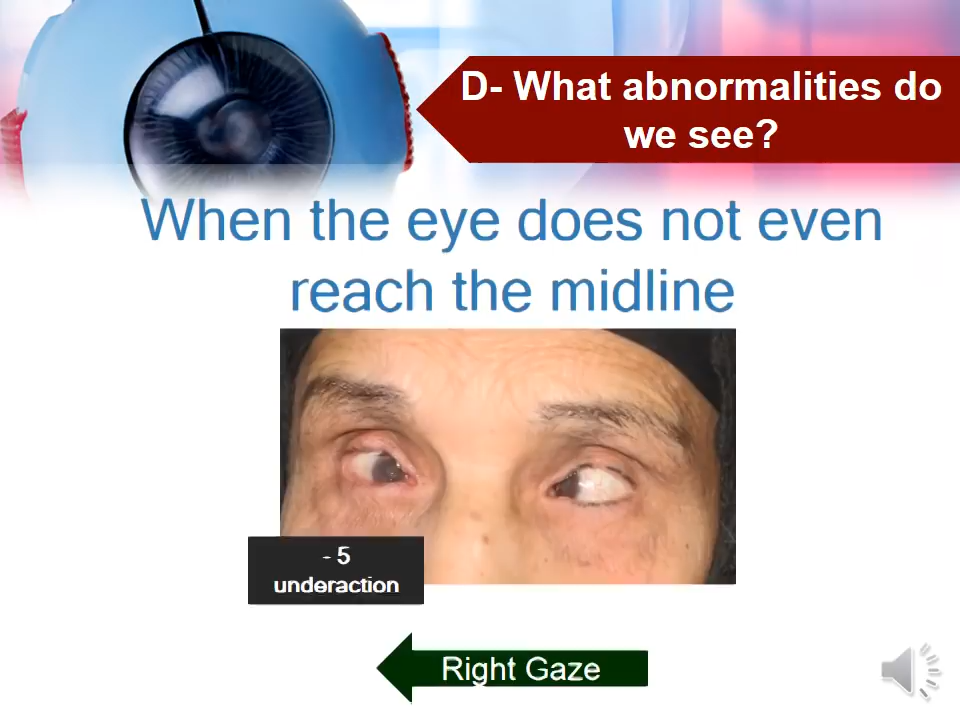 D- What abnormalities do
we see?
When the eye does not even
reach the midline
- 5
underaction
Right Gaze